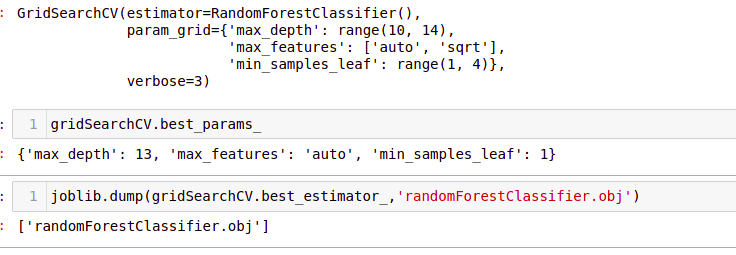 GridSearchCV(estimator=RandomForestClassifier(),
             param_grid={'max_depth': range(10, 14),
                         'max_features': ['auto', 'sqrt'],
                         'min_samples_leaf': range(1, 4)},
             verbose=3)
1 gridSearchCV.best_params_
{'max_depth': 13, 'max_features': 'auto', 'min_samples_leaf': 1}
1 joblib.dump(gridSearchCV.best_estimator_,'randomForestClassifier.obj')
['randomForestClassifier.obj']